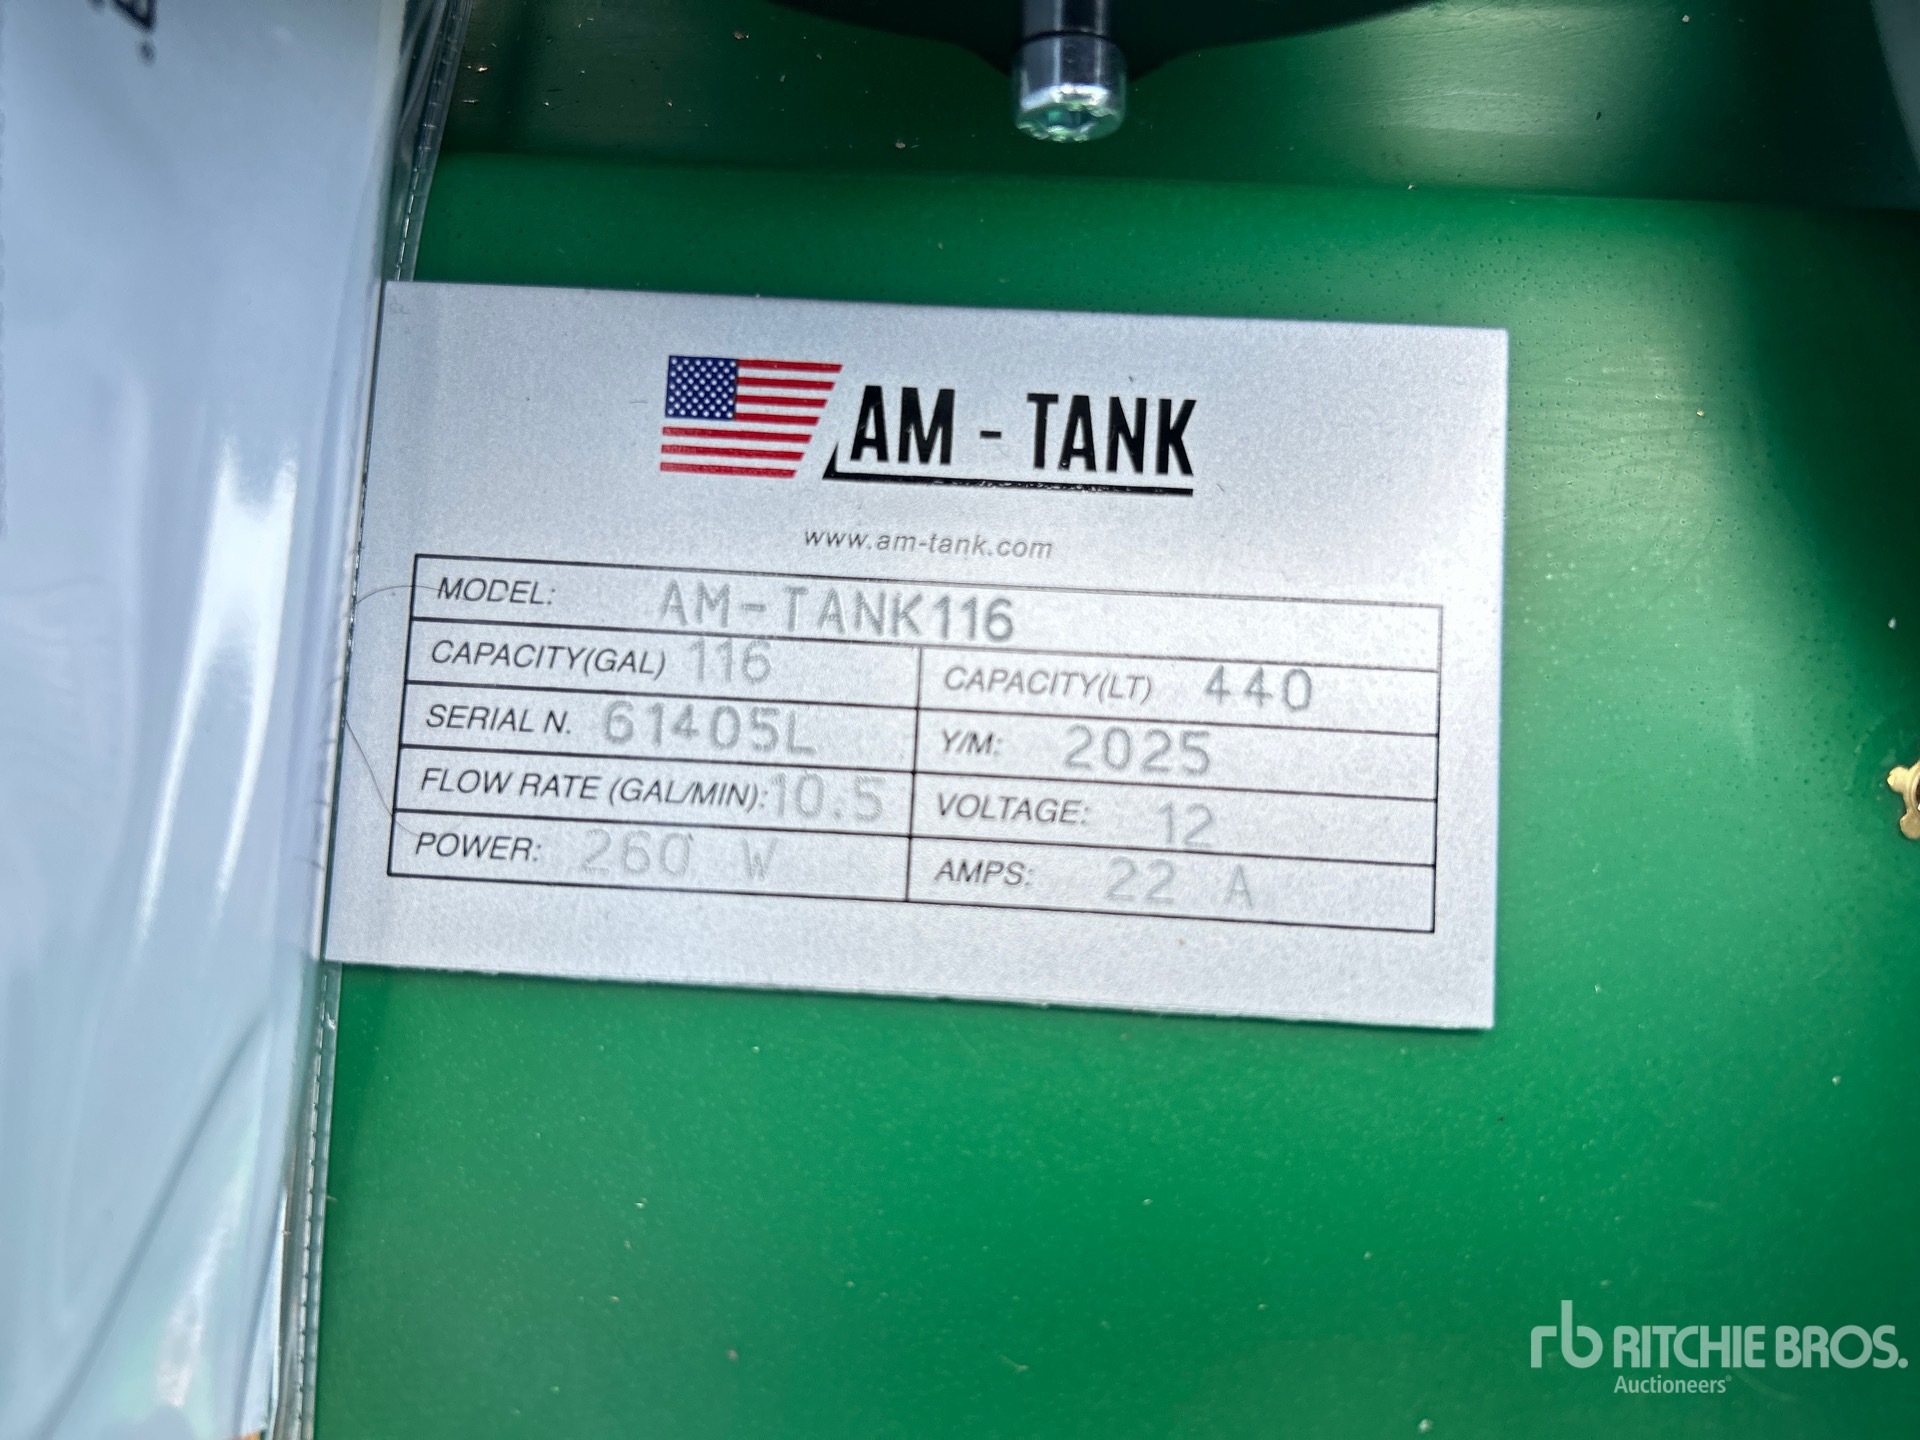 AM - TANK
www.am-tank.com
MODEL: AM-TANK116
CAPACITY(GAL) 116 CAPACITY(LT) 440
SERIAL N. 61405L Y/M: 2025
FLOW RATE (GAL/MIN): 10.5 VOLTAGE: 12
POWER: 260 W AMPS: 22 A
rb RITCHIE BROS.
Auctioneers